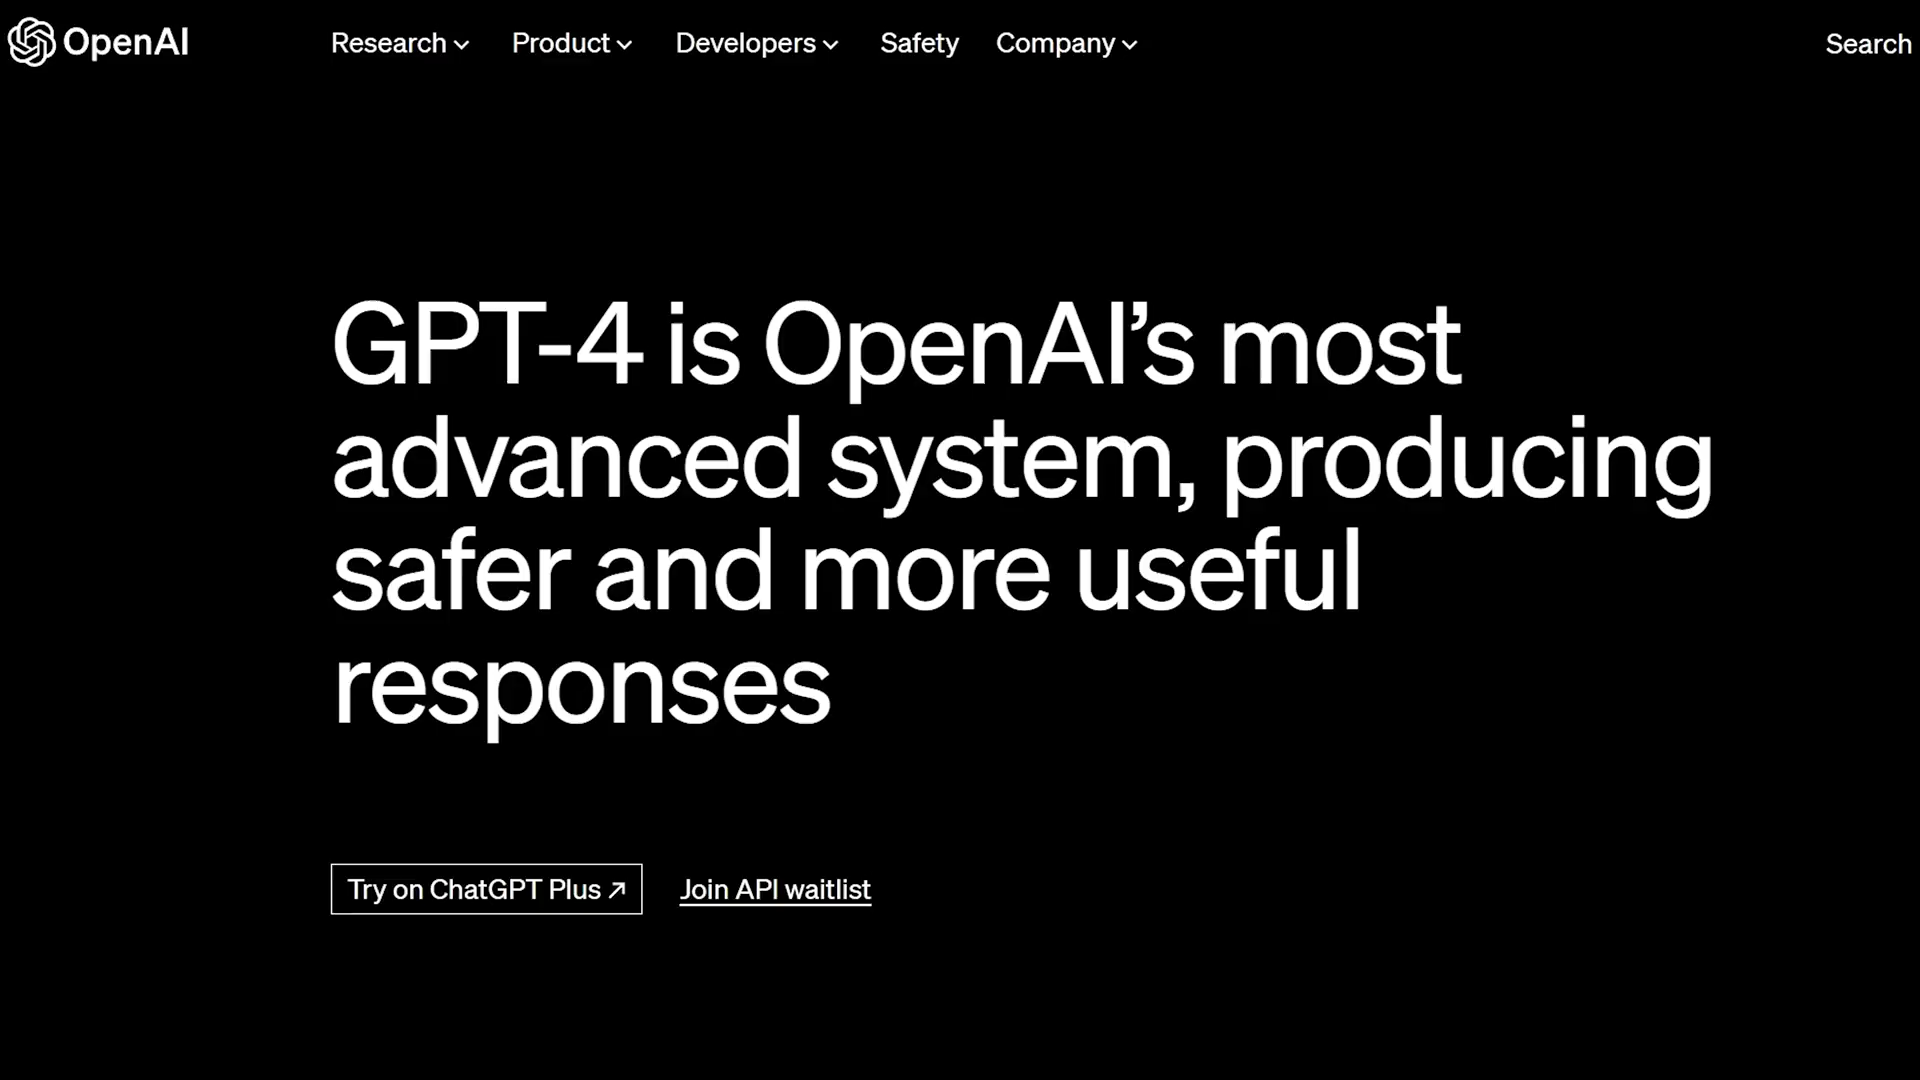 OpenAI
Research
Product
Developers
Safety
Company
Search
GPT-4 is OpenAI’s most
advanced system, producing
safer and more useful
responses
Try on ChatGPT Plus ↗
Join API waitlist